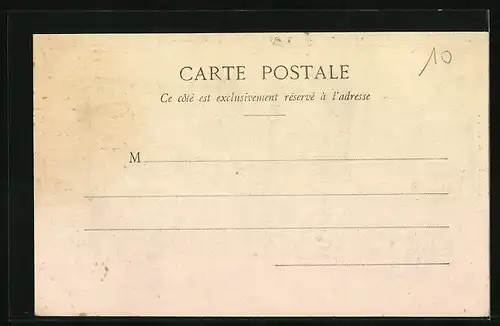 10
CARTE POSTALE
Ce côté est exclusivement réservé à l'adresse
M